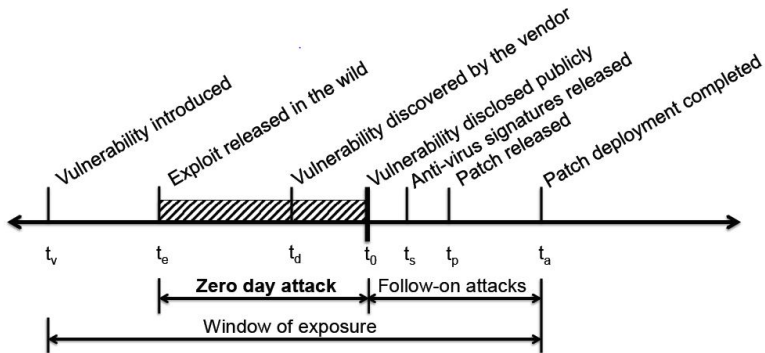 Vulnerability introduced
Exploit released in the wild
Vulnerability discovered by the vendor
Vulnerability disclosed publicly
Anti-virus signatures released
Patch released
Patch deployment completed
tv
te
td
t0
ts
tp
ta
Zero day attack
Follow-on attacks
Window of exposure